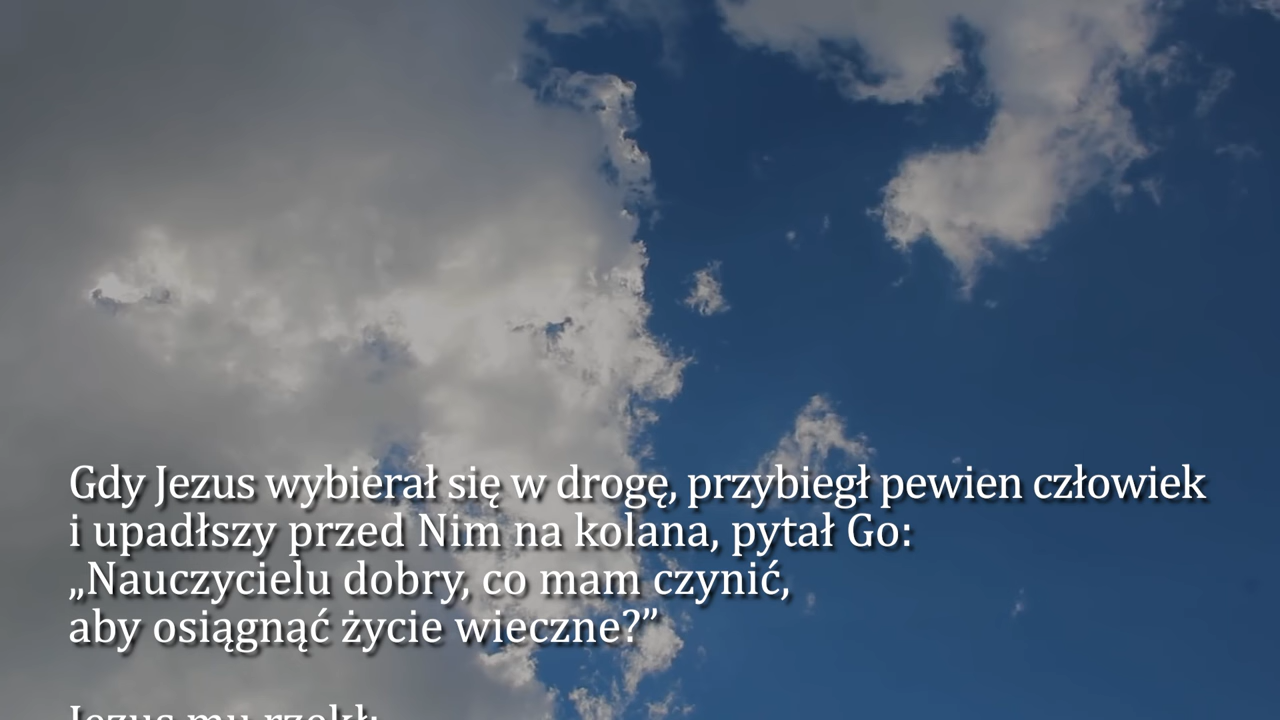 Gdy Jezus wybierał się w drogę, przybiegł pewien człowiek
i upadłszy przed Nim na kolana, pytał Go:
„Nauczycielu dobry, co mam czynić,
aby osiągnąć życie wieczne?”
Jezus mu rzekł: